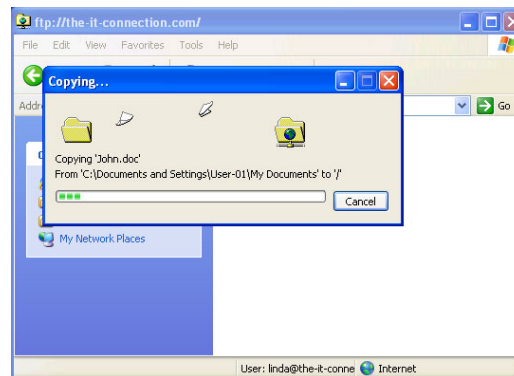 ftp://the-it-connection.com/
File Edit View Favorites Tools Help
Copying...
Addre
Go
Copying 'John.doc'
From 'C:\Documents and Settings\User-01\My Documents' to '/'
Cancel
My Network Places
User: linda@the-it-conne Internet